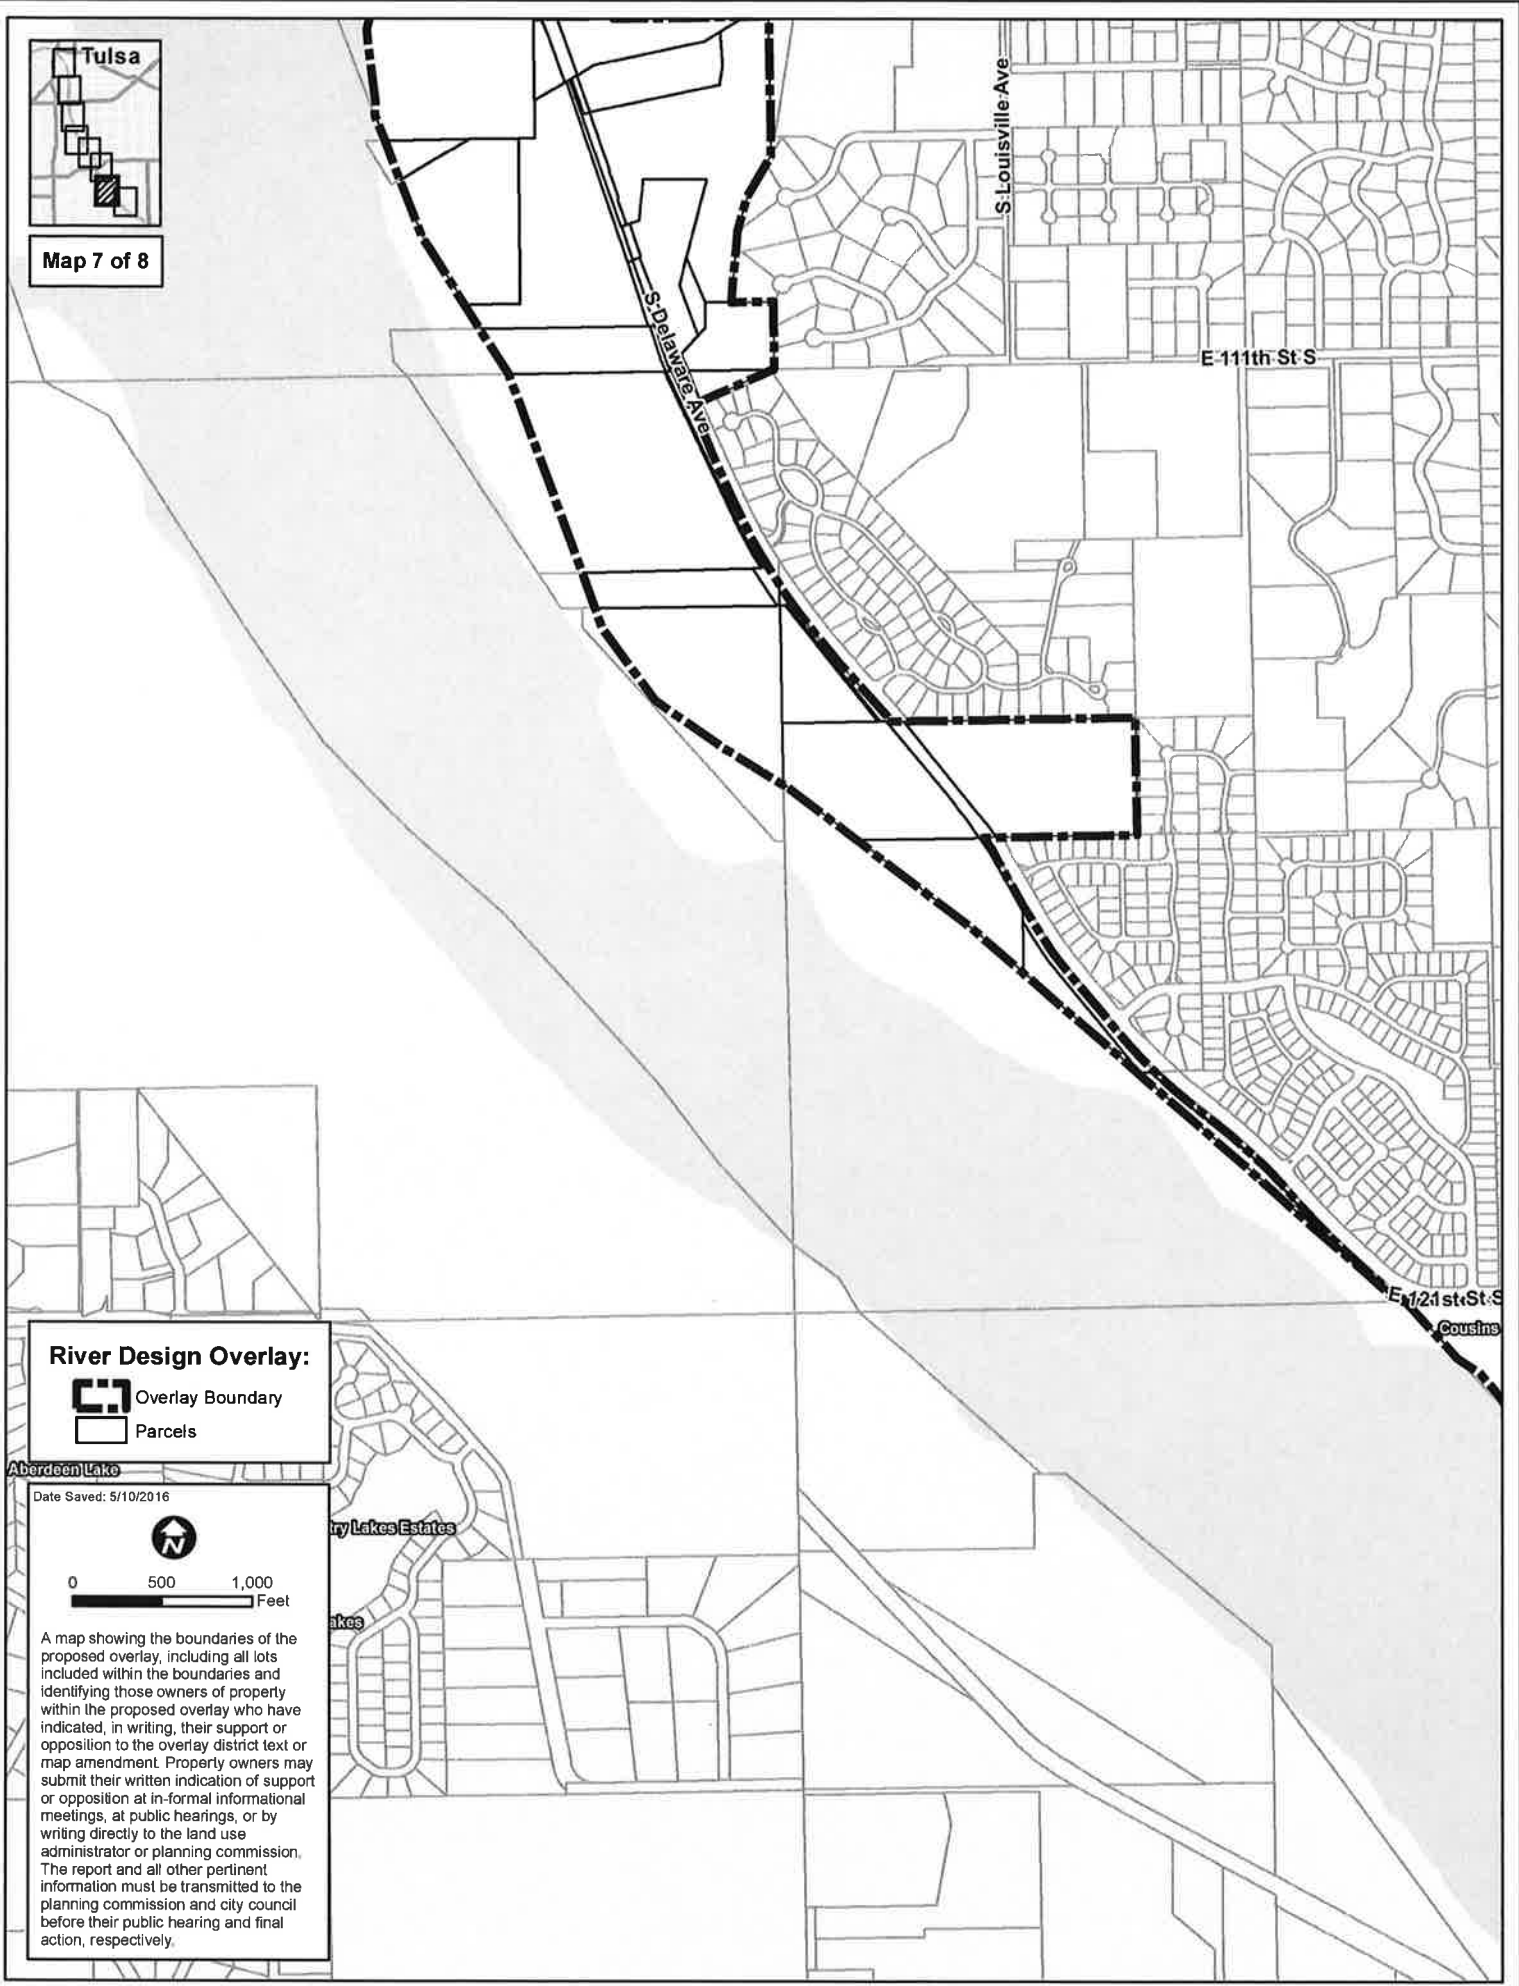 Tulsa
Map 7 of 8
S Louisville Ave
S Delaware Ave
E 111th St S
E 121st St S
Cousins
River Design Overlay:
Overlay Boundary
Parcels
Aberdeen Lake
Date Saved: 5/10/2016
N
try Lakes Estates
0 500 1,000
Feet
akes
A map showing the boundaries of the
proposed overlay, including all lots
included within the boundaries and
identifying those owners of property
within the proposed overlay who have
indicated, in writing, their support or
opposition to the overlay district text or
map amendment. Property owners may
submit their written indication of support
or opposition at in-formal informational
meetings, at public hearings, or by
writing directly to the land use
administrator or planning commission.
The report and all other pertinent
information must be transmitted to the
planning commission and city council
before their public hearing and final
action, respectively.